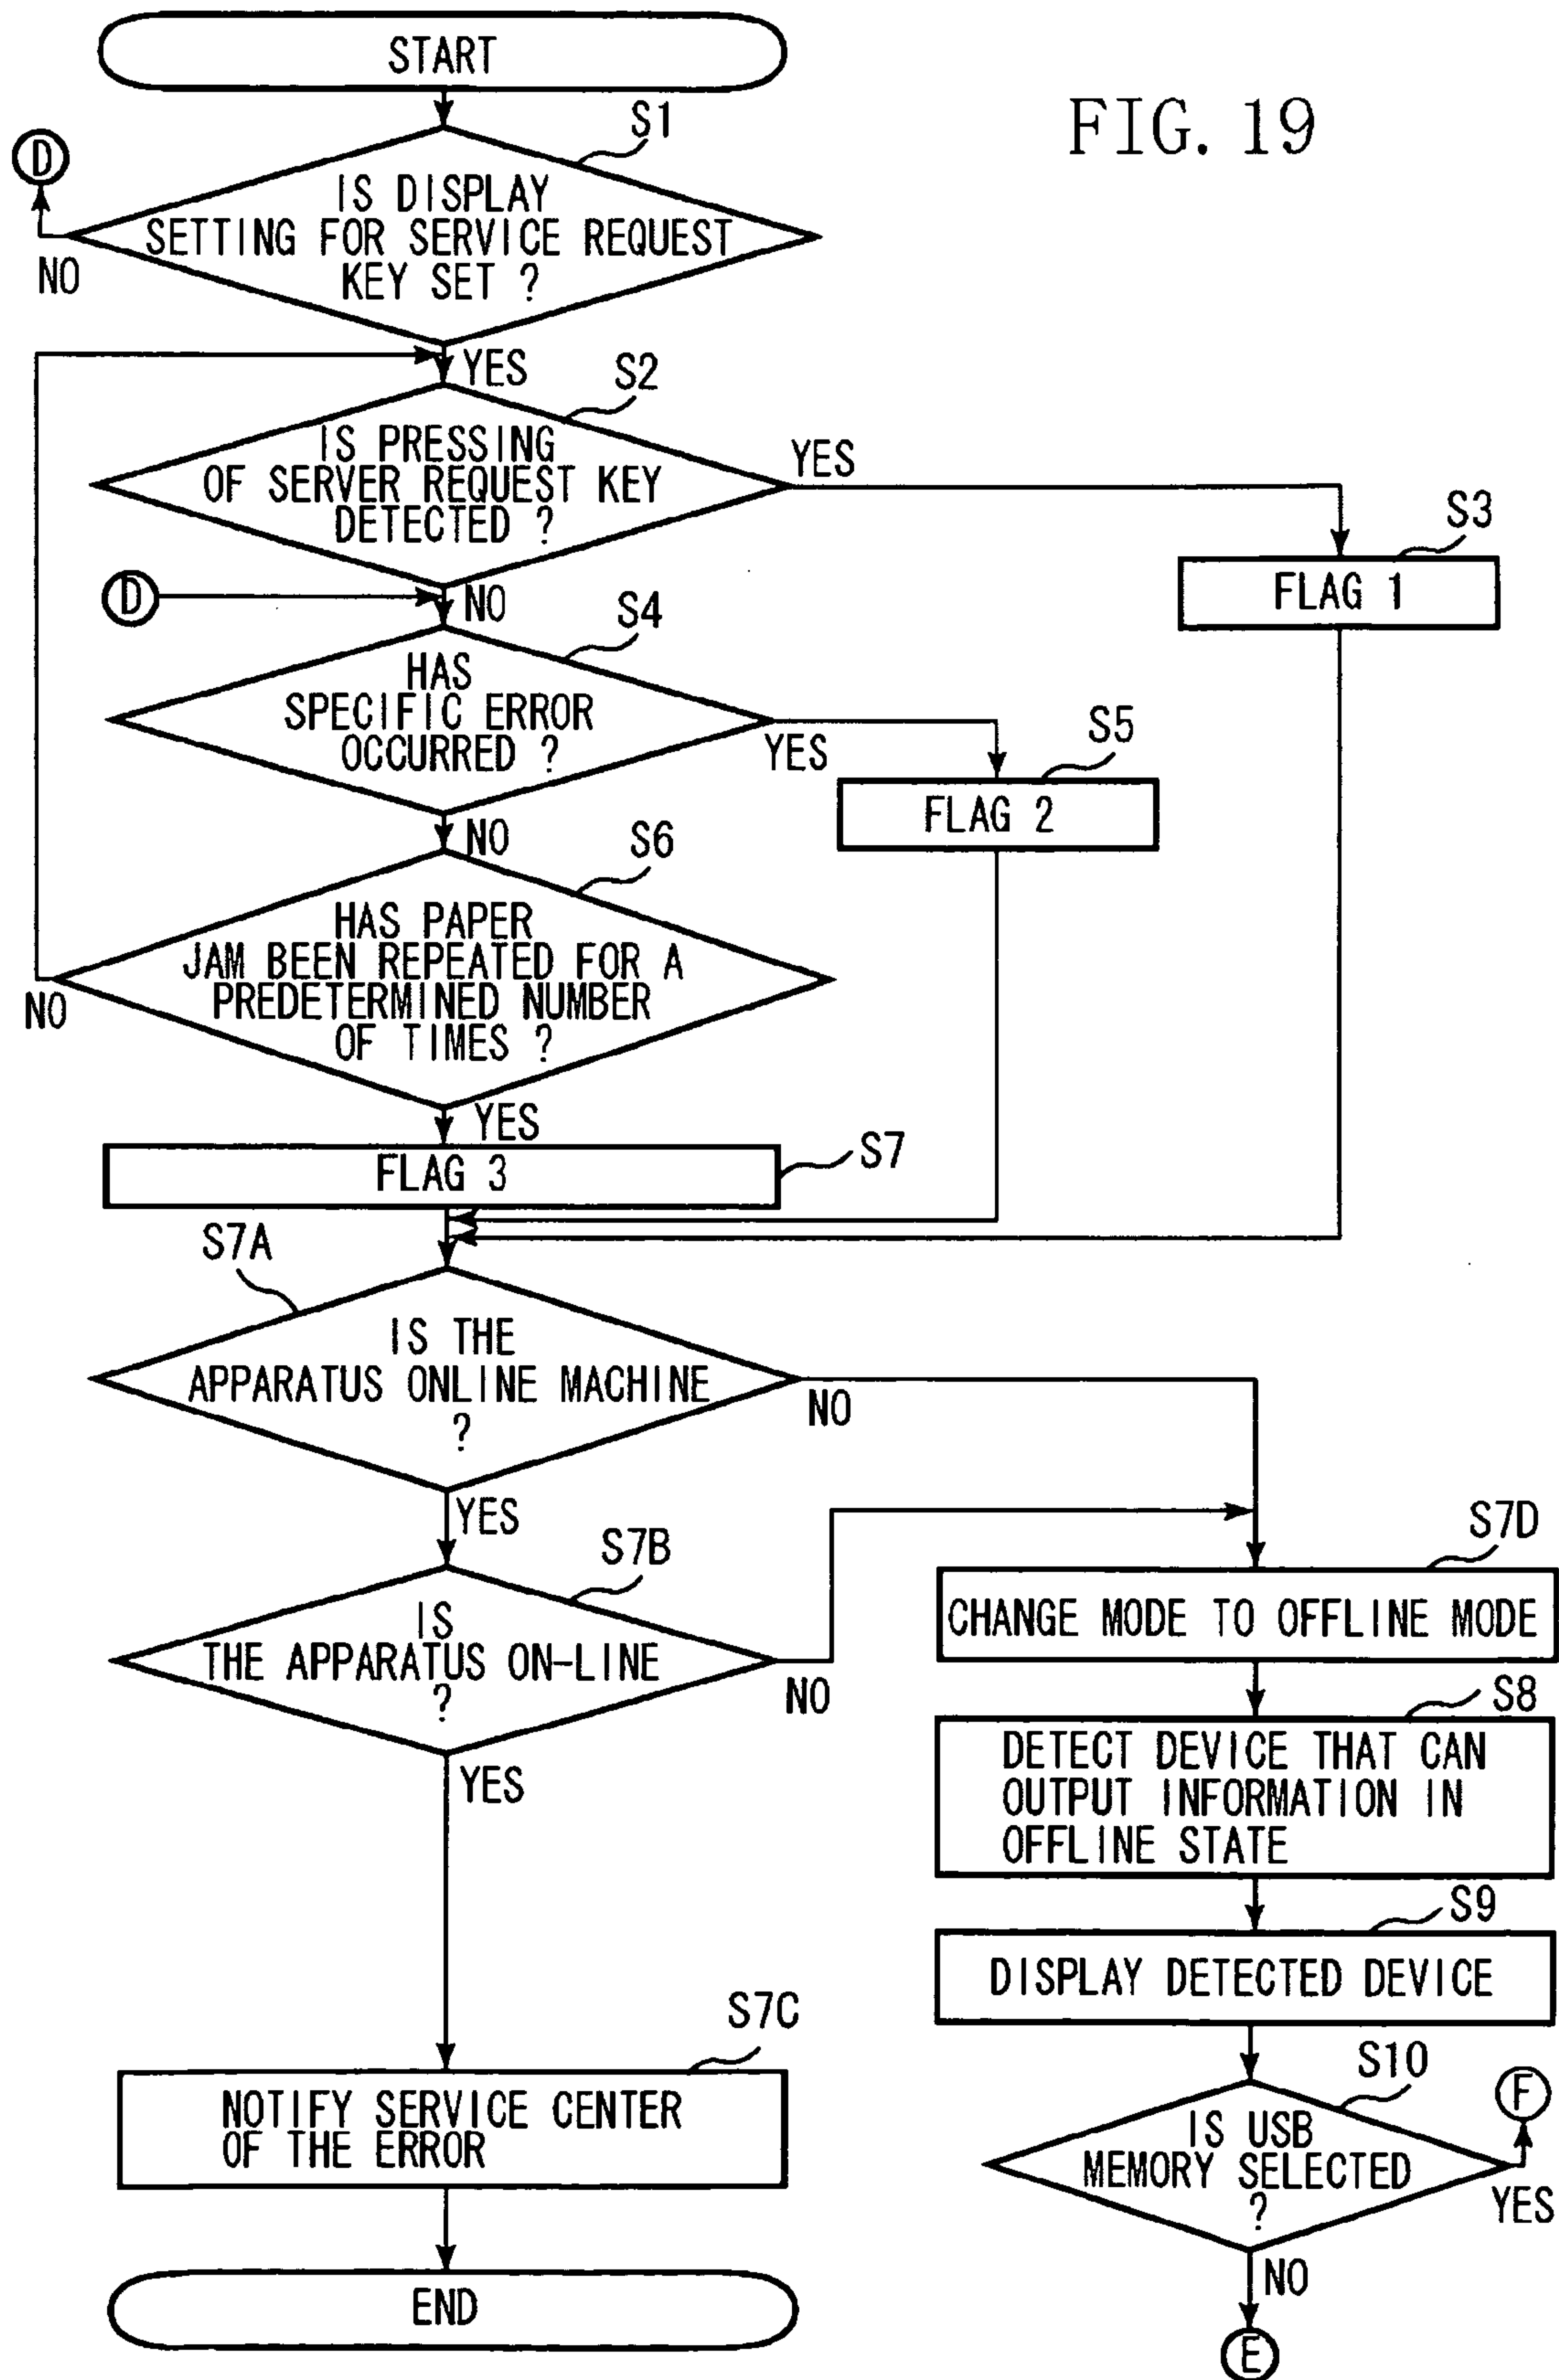 FIG. 19
START
S1
D
IS DISPLAY
SETTING FOR SERVICE REQUEST
KEY SET ?
NO
YES
S2
IS PRESSING
OF SERVER REQUEST KEY
DETECTED ?
YES
S3
FLAG 1
D
NO
S4
HAS
SPECIFIC ERROR
OCCURRED ?
YES
S5
FLAG 2
NO
S6
HAS PAPER
JAM BEEN REPEATED FOR A
PREDETERMINED NUMBER
OF TIMES ?
NO
YES
FLAG 3
S7
S7A
IS THE
APPARATUS ONLINE MACHINE
?
NO
YES
S7B
IS
THE APPARATUS ON-LINE
?
NO
YES
S7D
CHANGE MODE TO OFFLINE MODE
S8
DETECT DEVICE THAT CAN
OUTPUT INFORMATION IN
OFFLINE STATE
S9
DISPLAY DETECTED DEVICE
S7C
NOTIFY SERVICE CENTER
OF THE ERROR
END
S10
F
IS USB
MEMORY SELECTED
?
YES
NO
E